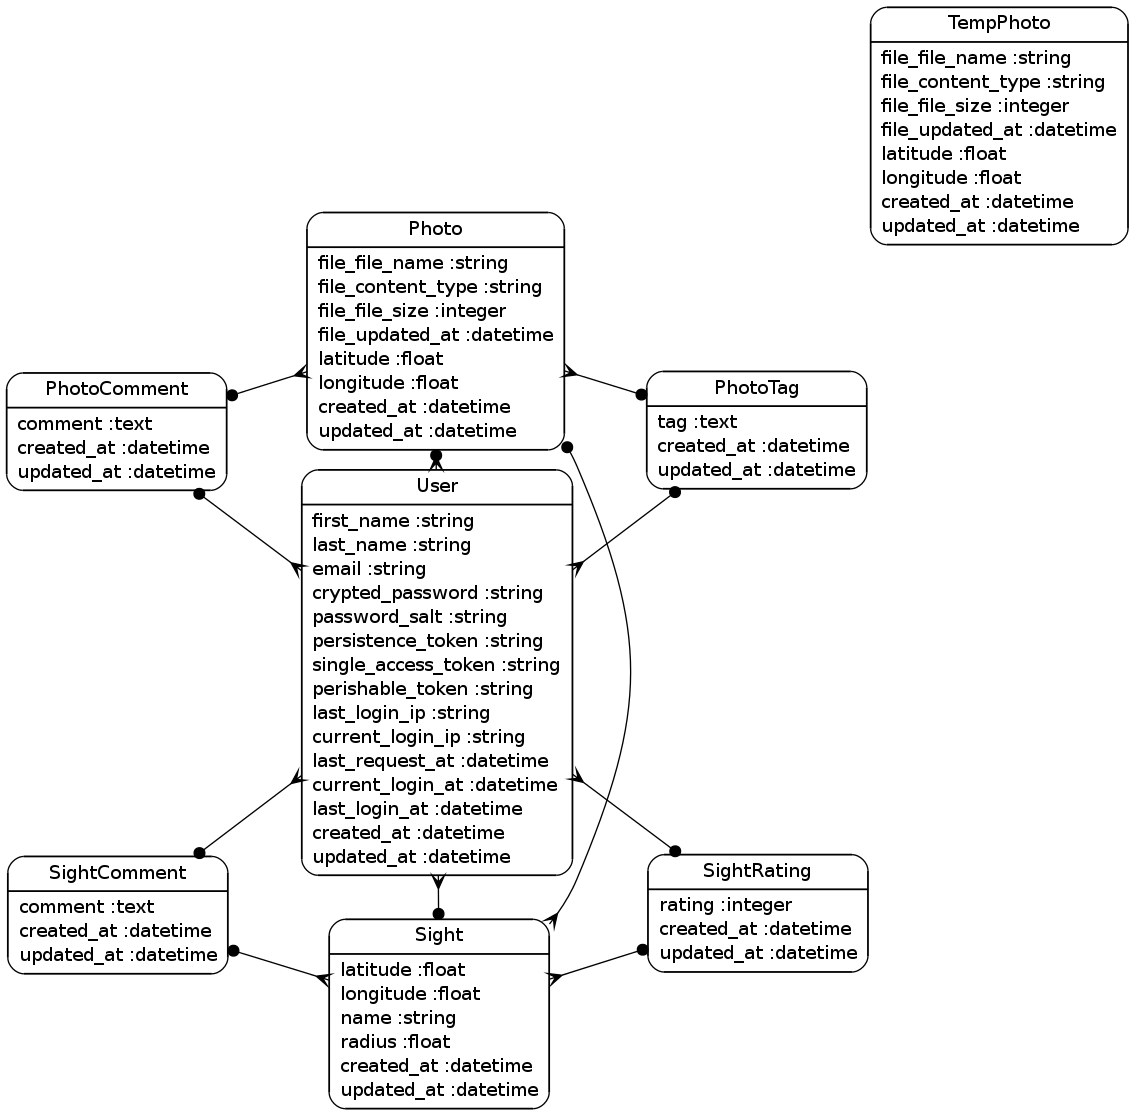 TempPhoto
file_file_name :string
file_content_type :string
file_file_size :integer
file_updated_at :datetime
latitude :float
longitude :float
created_at :datetime
updated_at :datetime
Photo
file_file_name :string
file_content_type :string
file_file_size :integer
file_updated_at :datetime
latitude :float
longitude :float
created_at :datetime
updated_at :datetime
PhotoComment
comment :text
created_at :datetime
updated_at :datetime
PhotoTag
tag :text
created_at :datetime
updated_at :datetime
User
first_name :string
last_name :string
email :string
crypted_password :string
password_salt :string
persistence_token :string
single_access_token :string
perishable_token :string
last_login_ip :string
current_login_ip :string
last_request_at :datetime
current_login_at :datetime
last_login_at :datetime
created_at :datetime
updated_at :datetime
SightComment
comment :text
created_at :datetime
updated_at :datetime
SightRating
rating :integer
created_at :datetime
updated_at :datetime
Sight
latitude :float
longitude :float
name :string
radius :float
created_at :datetime
updated_at :datetime